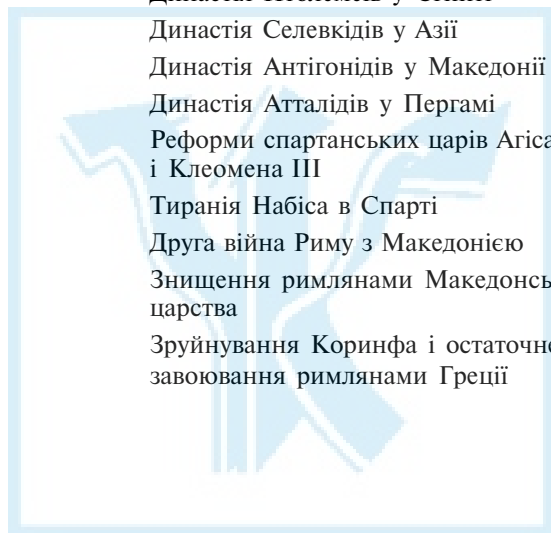 Династія Селевкідів у Азії
Династія Антігонідів у Македонії
Династія Атталідів у Пергамі
Реформи спартанських царів Агіса
і Клеомена III
Тиранія Набіса в Спарті
Друга війна Риму з Македонією
Знищення римлянами
царства
Зруйнування Коринфа і
завоювання римлянами Греції